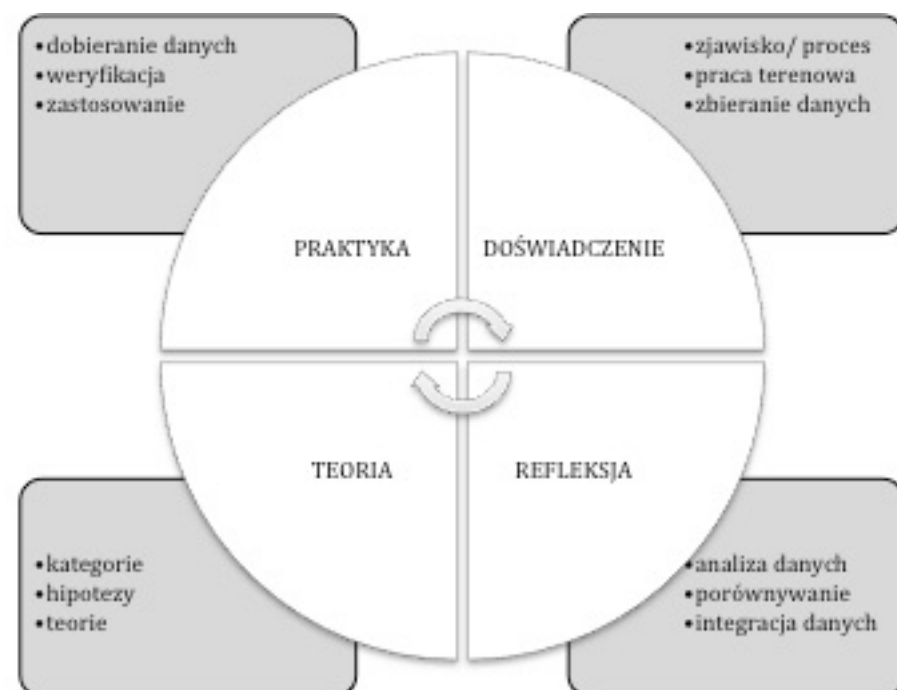 •dobieranie danych
•weryfikacja
•zastosowanie
•zjawisko/ proces
•praca terenowa
•zbieranie danych
PRAKTYKA
DOŚWIADCZENIE
TEORIA
REFLEKSJA
•kategorie
•hipotezy
•teorie
•analiza danych
•porównywanie
•integracja danych